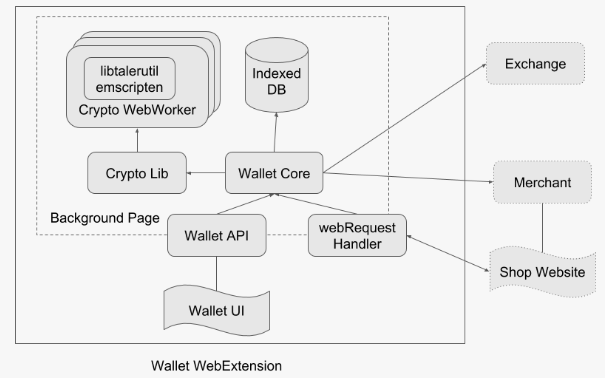 libtalerutil
emscripten
Crypto WebWorker
Indexed
DB
Exchange
Crypto Lib
Wallet Core
Merchant
Background Page
Wallet API
webRequest
Handler
Shop Website
Wallet UI
Wallet WebExtension